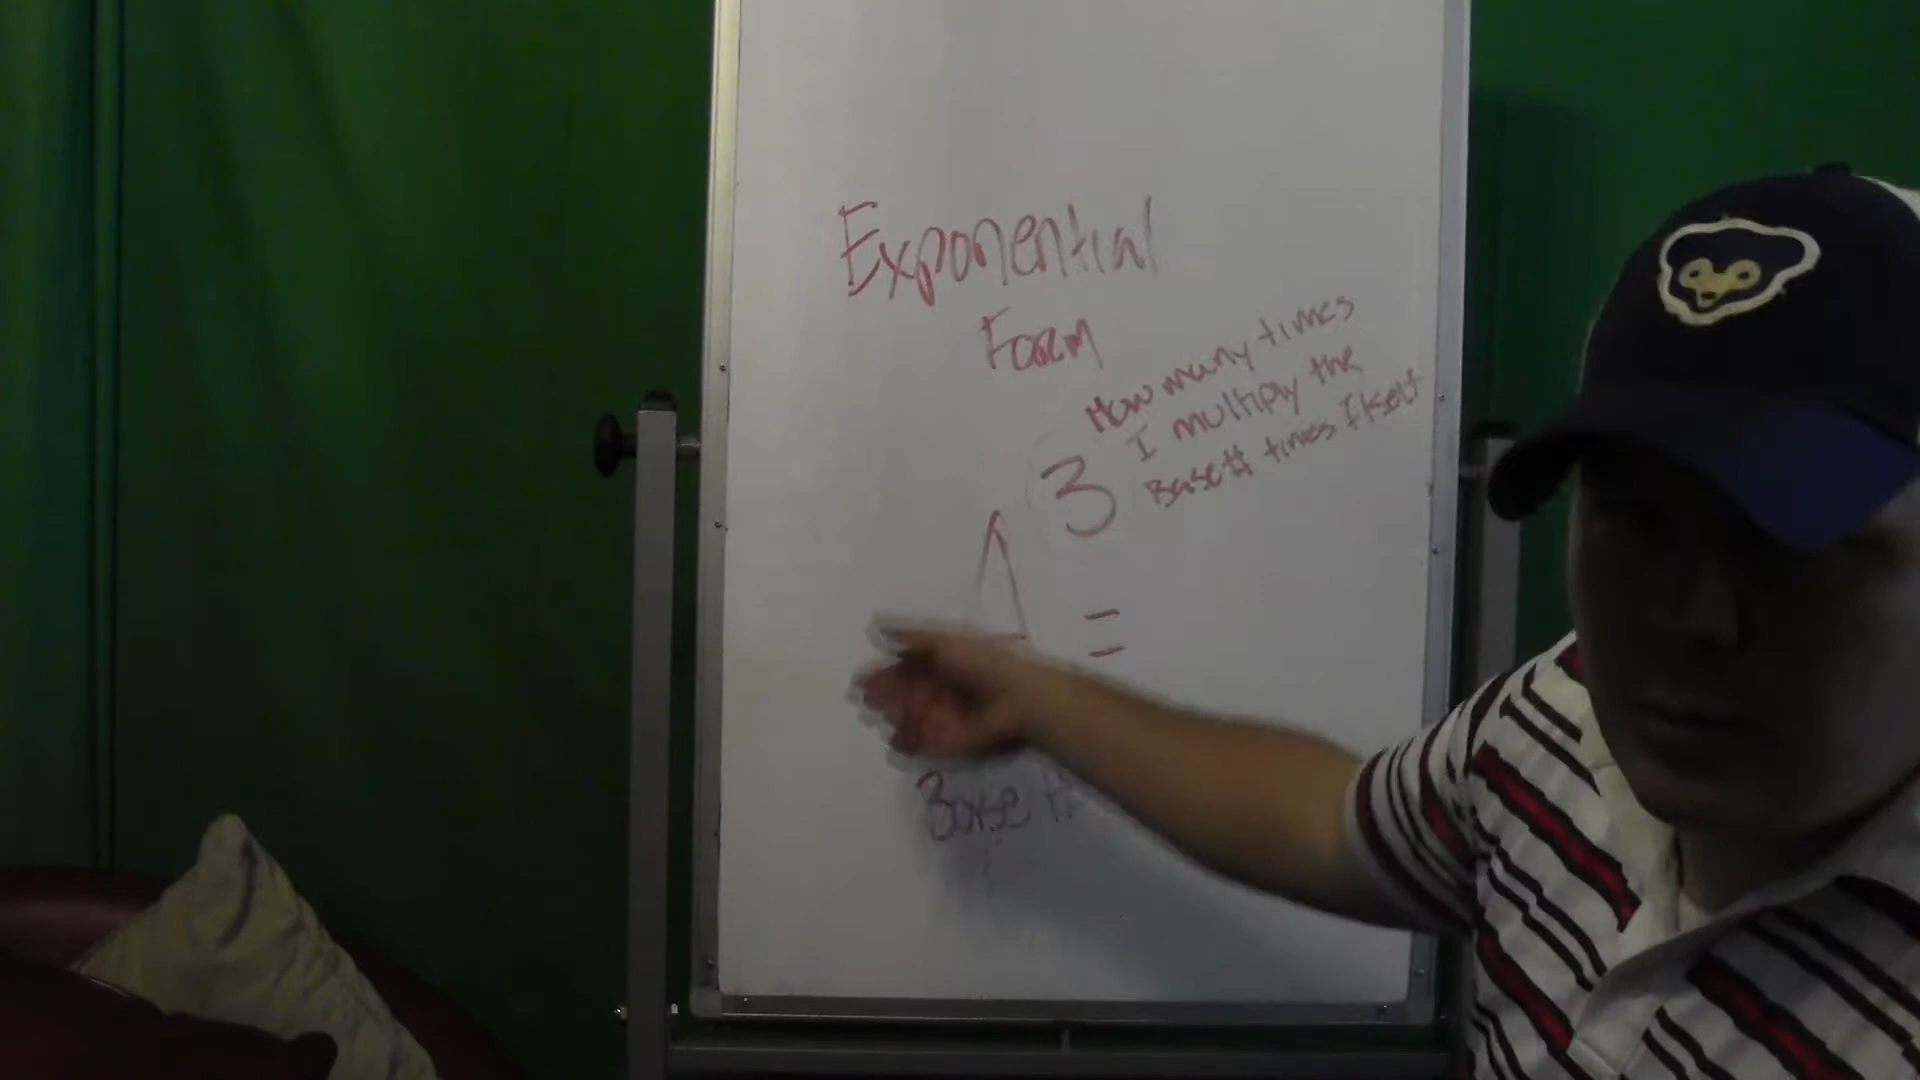 Exponential
Form
How many times
I multiply the
Base # times Itself
3
=
Base #